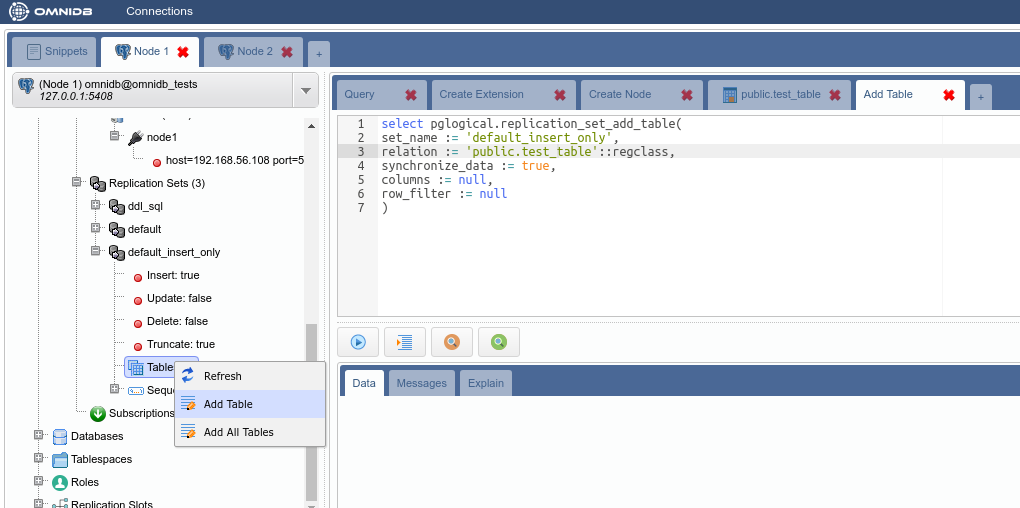 OMNIDB Connections
Snippets Node 1 Node 2 +
(Node 1) omnidb@omnidb_tests
127.0.0.1:5408
node1
host=192.168.56.108 port=5
Replication Sets (3)
ddl_sql
default
default_insert_only
Insert: true
Update: false
Delete: false
Truncate: true
Table
Seque
Subscriptions
Databases
Tablespaces
Roles
Replication Slots
Refresh
Add Table
Add All Tables
Query Create Extension Create Node public.test_table Add Table +
1 select pglogical.replication_set_add_table(
2 set_name := 'default_insert_only',
3 relation := 'public.test_table'::regclass,
4 synchronize_data := true,
5 columns := null,
6 row_filter := null
7 )
Data Messages Explain